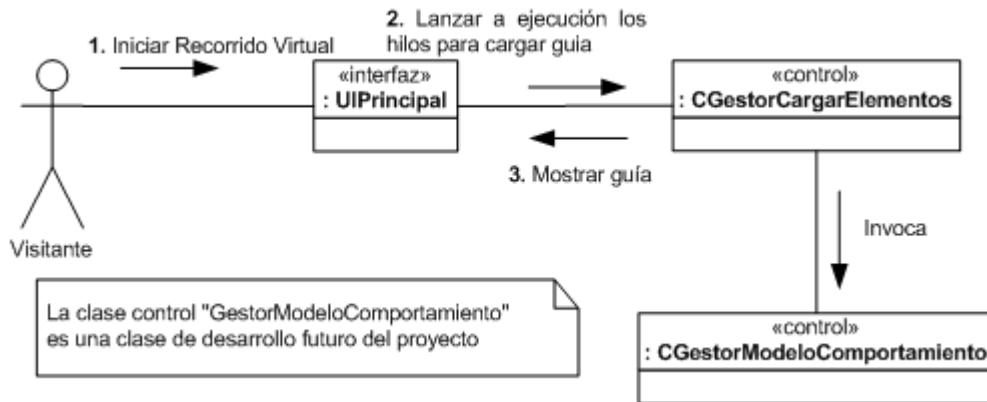 1. Iniciar Recorrido Virtual
2. Lanzar a ejecución los
hilos para cargar guia
«interfaz»
: UIPrincipal
«control»
: CGestorCargarElementos
3. Mostrar guía
Visitante
Invoca
La clase control "GestorModeloComportamiento"
es una clase de desarrollo futuro del proyecto
«control»
: CGestorModeloComportamiento